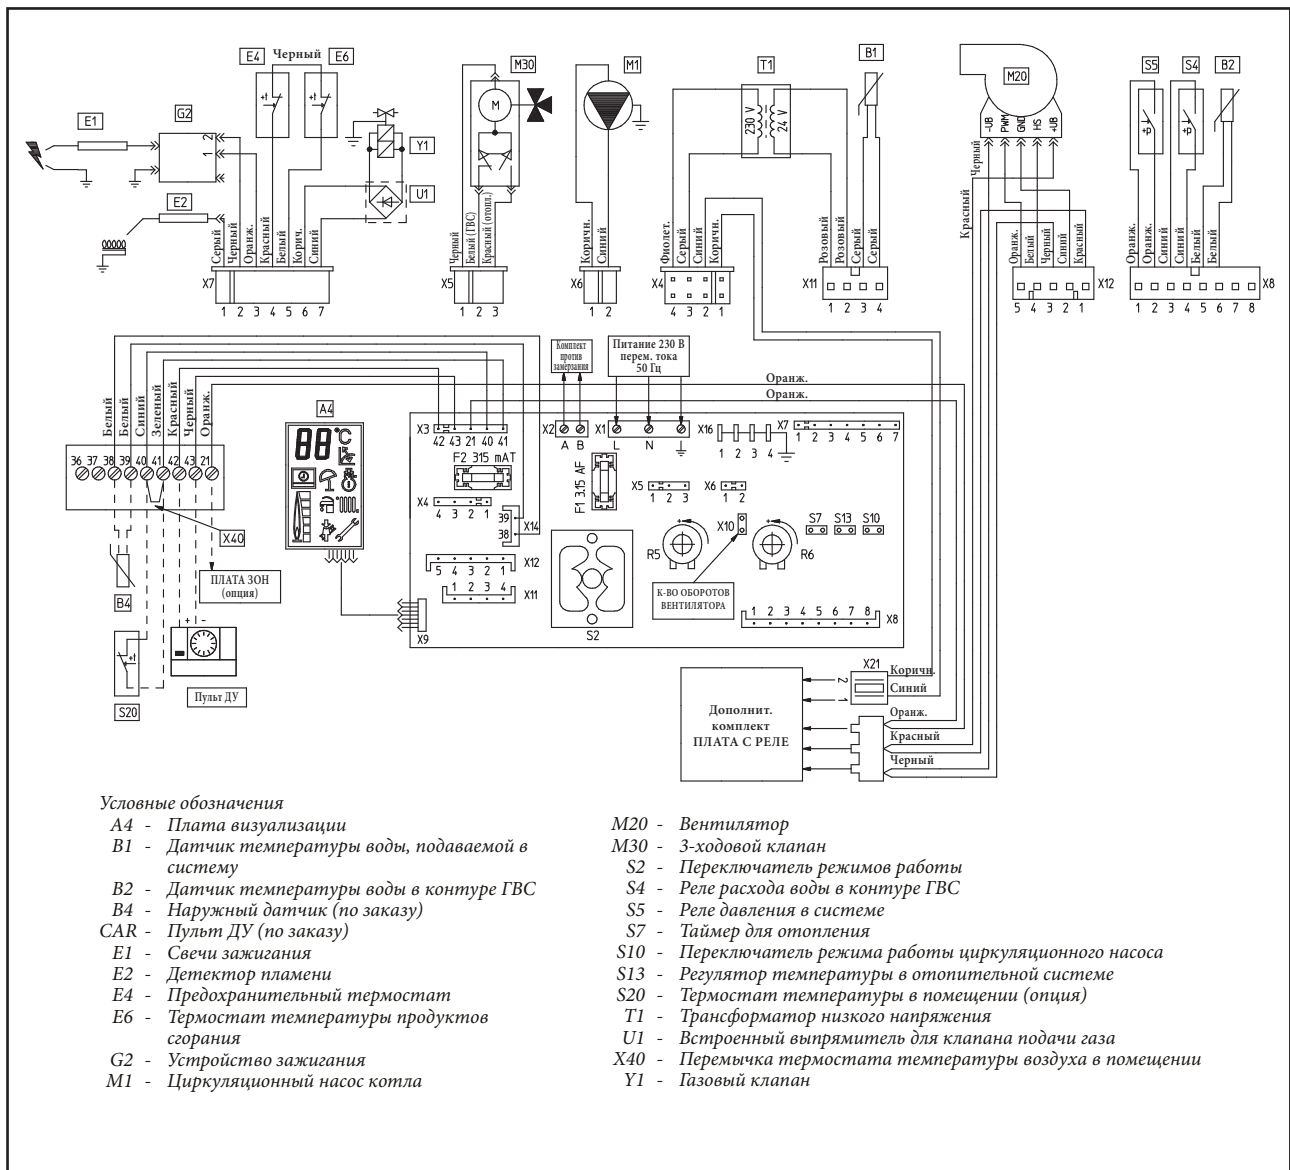 E4 Черный E6
M30
M1
T1
B1
M20
S5
S4
B2
E1
G2
2
1
+t
+t
Y1
U1
E2
M
230 V
24 V
-UB
PWM
GND
HS
+UB
+p
+p
Серый
Черный
Оранж.
Красный
Белый
Корич.
Синий
Черный
Белый (ГВС)
Красный (отопл.)
Коричн.
Синий
Фиолет.
Серый
Синий
Коричн.
Розовый
Розовый
Серый
Серый
Черный
Красный
Оранж.
Белый
Черный
Синий
Красный
Оранж.
Оранж.
Синий
Синий
Белый
Белый
X7
1 2 3 4 5 6 7
X5
1 2 3
X6
1 2
X4
4 3 2 1
X11
1 2 3 4
X12
5 4 3 2 1
X8
1 2 3 4 5 6 7 8
Комплект
против
замерзания
Питание 230 В
перем. тока
50 Гц
Оранж.
Оранж.
Белый
Белый
Синий
Зеленый
Красный
Черный
Оранж.
36 37 38 39 40 41 42 43 21
X40
A4
88 °C
X3
42 43 21 40 41
F2 315 mAT
X2
A B
X1
L N
X16
1 2 3 4
X7
1 2 3 4 5 6 7
F1 3.15 AF
X4
4 3 2 1
X14
39
38
X5
1 2 3
X6
1 2
X10
S7 S13 S10
+
R5
+
R6
X12
5 4 3 2 1
X11
1 2 3 4
S2
К-ВО ОБОРОТОВ
ВЕНТИЛЯТОРА
X8
1 2 3 4 5 6 7 8
X9
B4
ПЛАТА ЗОН
(опция)
+ -
+t
S20
Пульт ДУ
Дополнит.
комплект
ПЛАТА С РЕЛЕ
X21
2
1
Коричн.
Синий
Оранж.
Красный
Черный
Условные обозначения
A4 - Плата визуализации
B1 - Датчик температуры воды, подаваемой в
систему
B2 - Датчик температуры воды в контуре ГВС
B4 - Наружный датчик (по заказу)
CAR - Пульт ДУ (по заказу)
E1 - Свечи зажигания
E2 - Детектор пламени
E4 - Предохранительный термостат
E6 - Термостат температуры продуктов
сгорания
G2 - Устройство зажигания
M1 - Циркуляционный насос котла
M20 - Вентилятор
M30 - 3-ходовой клапан
S2 - Переключатель режимов работы
S4 - Реле расхода воды в контуре ГВС
S5 - Реле давления в системе
S7 - Таймер для отопления
S10 - Переключатель режима работы циркуляционного насоса
S13 - Регулятор температуры в отопительной системе
S20 - Термостат температуры в помещении (опция)
T1 - Трансформатор низкого напряжения
U1 - Встроенный выпрямитель для клапана подачи газа
X40 - Перемычка термостата температуры воздуха в помещении
Y1 - Газовый клапан